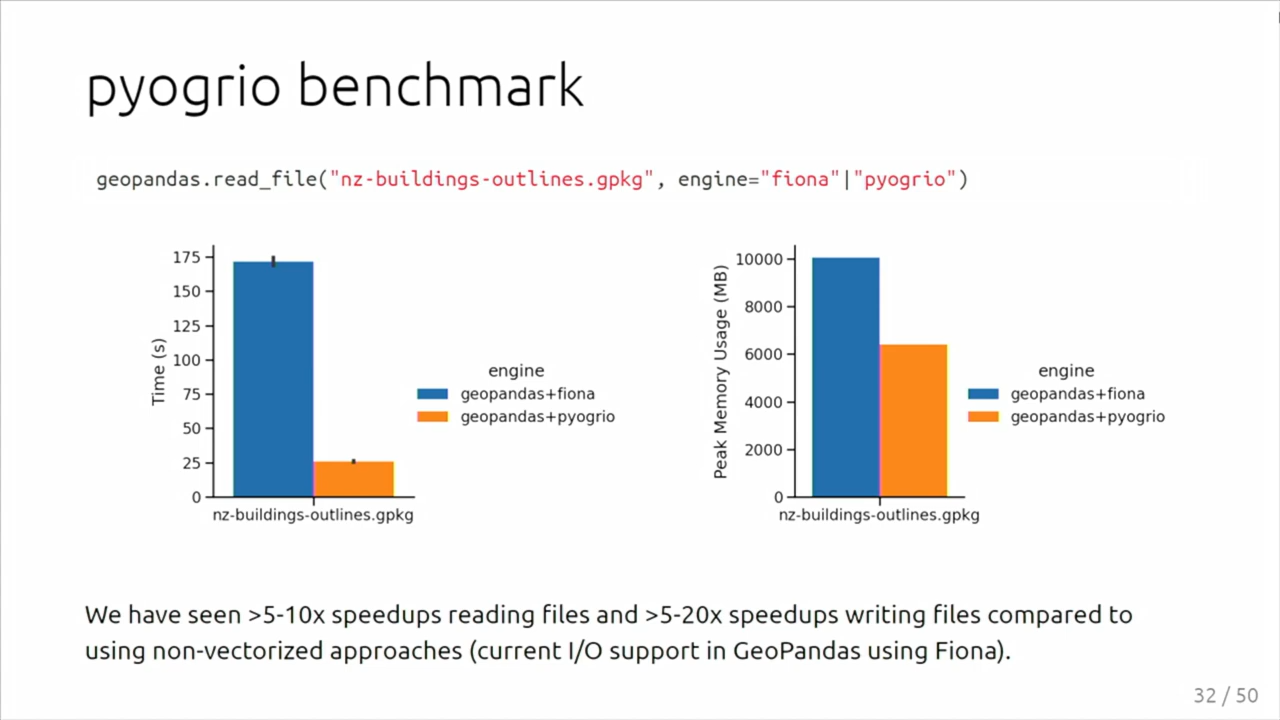 pyogrio benchmark
geopandas.read_file("nz-buildings-outlines.gpkg", engine="fiona"|"pyogrio")
Time (s)
175
150
125
100
75
50
25
0
nz-buildings-outlines.gpkg
engine
geopandas+fiona
geopandas+pyogrio
Peak Memory Usage (MB)
10000
8000
6000
4000
2000
0
nz-buildings-outlines.gpkg
engine
geopandas+fiona
geopandas+pyogrio
We have seen >5-10x speedups reading files and >5-20x speedups writing files compared to
using non-vectorized approaches (current I/O support in GeoPandas using Fiona).
32 / 50